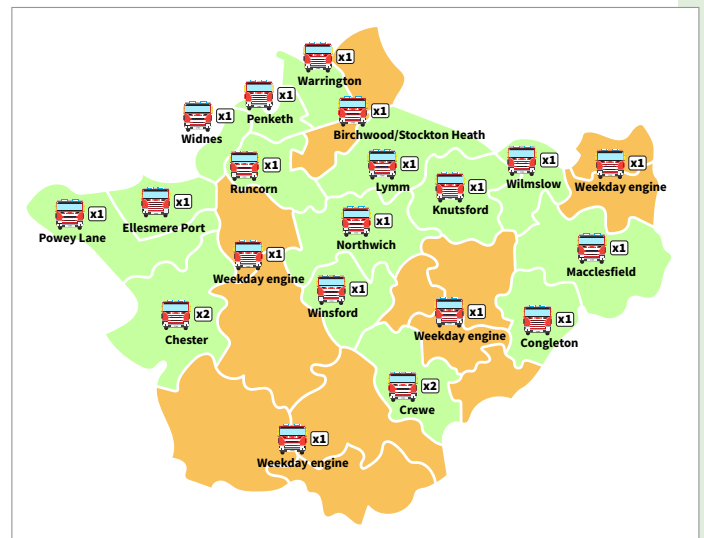 x1
Warrington
x1
Penketh
x1
Birchwood/Stockton Heath
x1
Widnes
x1
Runcorn
x1
Lymm
x1
Wilmslow
x1
Weekday engine
x1
Knutsford
x1
Ellesmere Port
x1
Powey Lane
x1
Northwich
x1
Macclesfield
x1
Weekday engine
x1
Winsford
x2
Chester
x1
Weekday engine
x1
Congleton
x2
Crewe
x1
Weekday engine